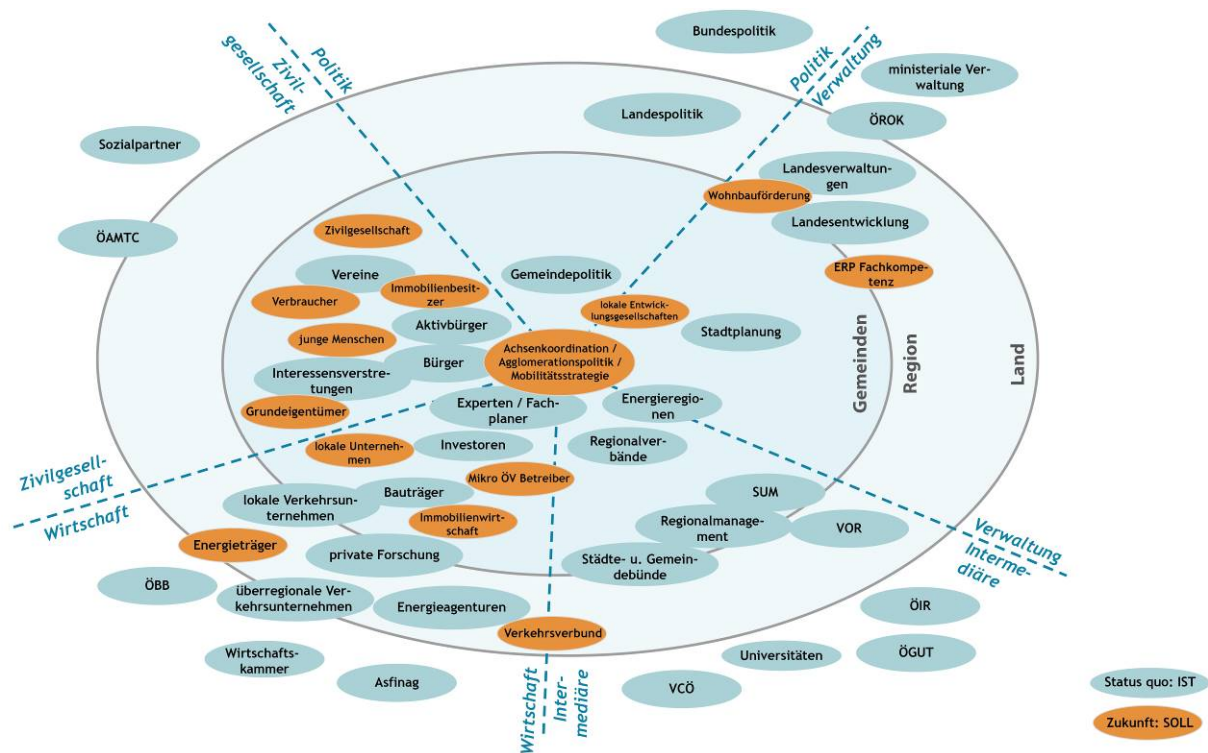 Bundespolitik
Politik
Zivil-
gesellschaft
Politik
Verwaltung
ministeriale Ver-
waltung
Landespolitik
ÖROK
Sozialpartner
Landesverwaltun-
gen
Wohnbauförderung
Landesentwicklung
Zivilgesellschaft
ÖAMTC
Vereine
Gemeindepolitik
ERP Fachkompe-
tenz
Immobilienbesit-
zer
Verbraucher
lokale Entwick-
lungsgesellschaften
Aktivbürger
Stadtplanung
junge Menschen
Achsenkoordination /
Agglomerationspolitik /
Mobilitätsstrategie
Bürger
Interessensverstre-
tungen
Gemeinden
Region
Land
Grundeigentümer
Experten / Fach-
planer
Energieregio-
nen
lokale Unterneh-
men
Investoren
Regionalver-
bände
Zivilgesell-
schaft
Wirtschaft
Mikro ÖV Betreiber
Bauträger
SUM
lokale Verkehrsun-
ternehmen
Immobilienwirt-
schaft
Regionalmanage-
ment
VOR
Verwaltung
Interme-
diäre
Energieträger
private Forschung
Städte- u. Gemein-
debünde
ÖBB
überregionale Ver-
kehrsunternehmen
Energieagenturen
ÖIR
Verkehrsverbund
Wirtschafts-
kammer
Universitäten
ÖGUT
Asfinag
Wirtschaft
Inter-
mediäre
VCÖ
Status quo: IST
Zukunft: SOLL